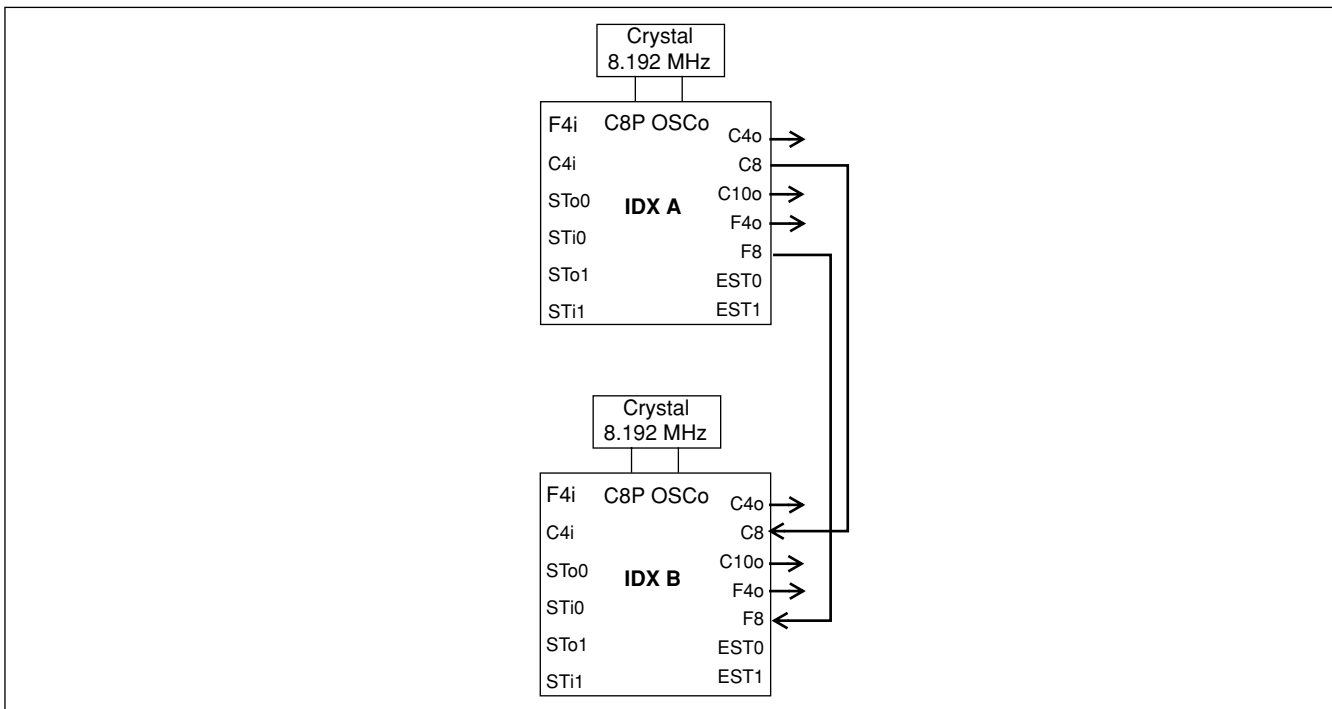 Crystal
8.192 MHz
F4i
C8P OSCo
C4o
C4i
C8
STo0
IDX A
C10o
STi0
F4o
STo1
F8
STi1
EST0
EST1
Crystal
8.192 MHz
F4i
C8P OSCo
C4o
C4i
C8
STo0
IDX B
C10o
STi0
F4o
STo1
F8
STi1
EST0
EST1